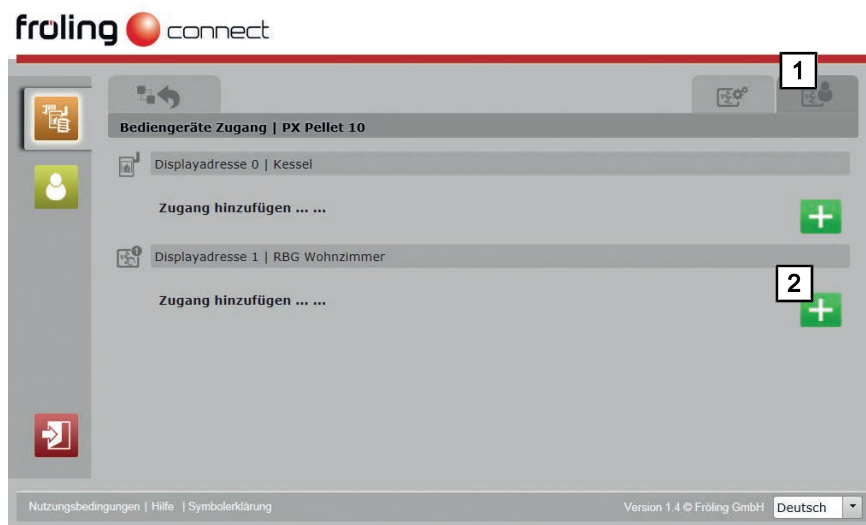 fröling connect
1
Bediengeräte Zugang | PX Pellet 10
Displayadresse 0 | Kessel
Zugang hinzufügen ... ...
1
Displayadresse 1 | RBG Wohnzimmer
Zugang hinzufügen ... ...
2
Nutzungsbedingungen | Hilfe | Symbolerklärung
Version 1.4 © Fröling GmbH
Deutsch